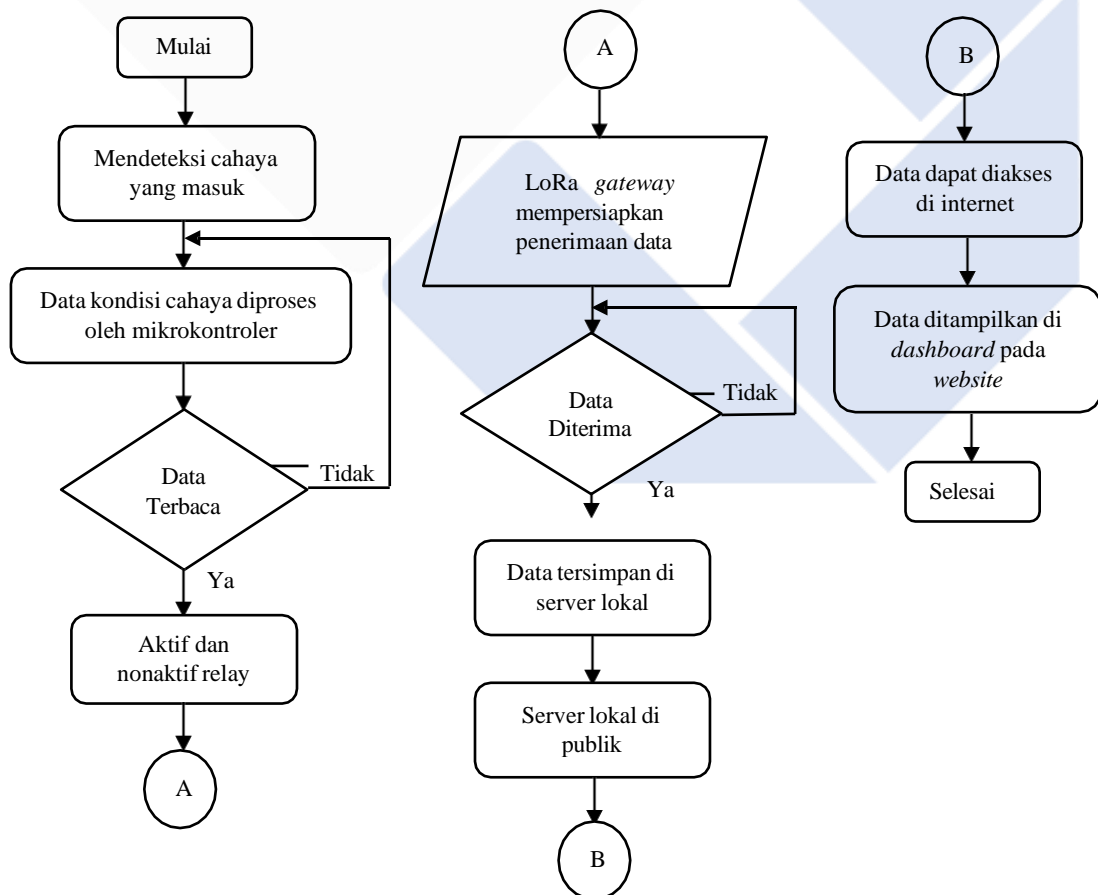 Mulai
Mendeteksi cahaya
yang masuk
Data kondisi cahaya diproses
oleh mikrokontroler
Data
Terbaca
Tidak
Ya
Aktif dan
nonaktif relay
A
A
LoRa gateway
mempersiapkan
penerimaan data
Data
Diterima
Tidak
Ya
Data tersimpan di
server lokal
Server lokal di
publik
B
B
Data dapat diakses
di internet
Data ditampilkan di
dashboard pada
website
Selesai